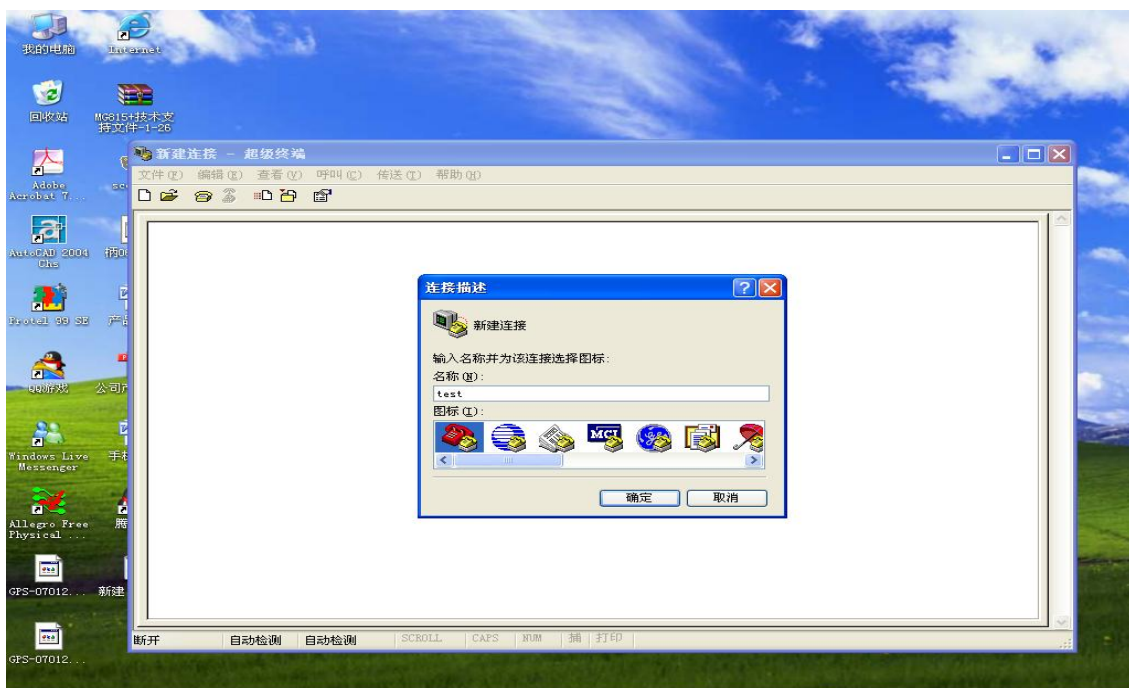 我的电脑
Internet
回收站
MG815+技术支
持文件-1-26
Adobe
Acrobat 7...
AutoCAD 2004
Chs
Protel 99 SE
QQ游戏
Windows Live
Messenger
Allegro Free
Physical ...
GPS-07012...
新建
GPS-07012...
新建连接 - 超级终端
文件(F) 编辑(E) 查看(V) 呼叫(C) 传送(T) 帮助(H)
连接描述
新建连接
输入名称并为该连接选择图标:
名称(N):
test
图标(I):
MCI
确定 取消
断开 自动检测 自动检测 SCROLL CAPS NUM 捕 打印